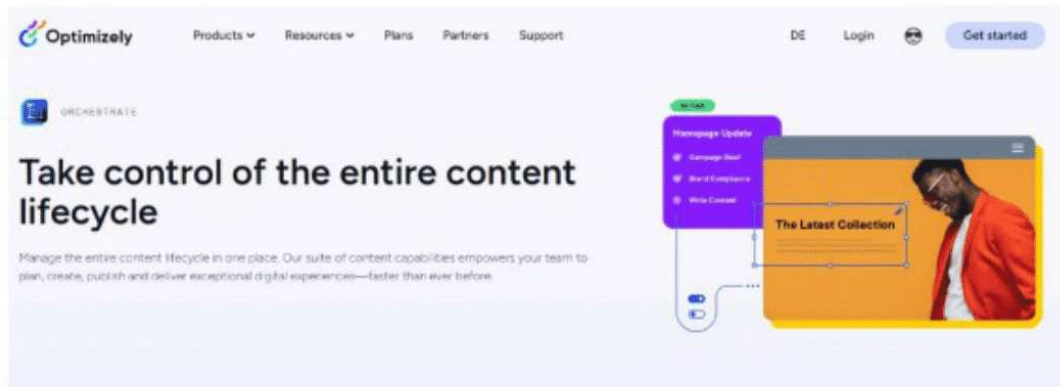 Optimizely
Products
Resources
Plans
Partners
Support
DE
Login
Get started
ORCHESTRATE
Take control of the entire content
lifecycle
Manage the entire content lifecycle in one place. Our suite of content capabilities empowers your team to
plan, create, publish and deliver exceptional digital experiences—faster than ever before.
Homepage Update
Campaign Brief
Brand Compliance
Write Content
The Latest Collection